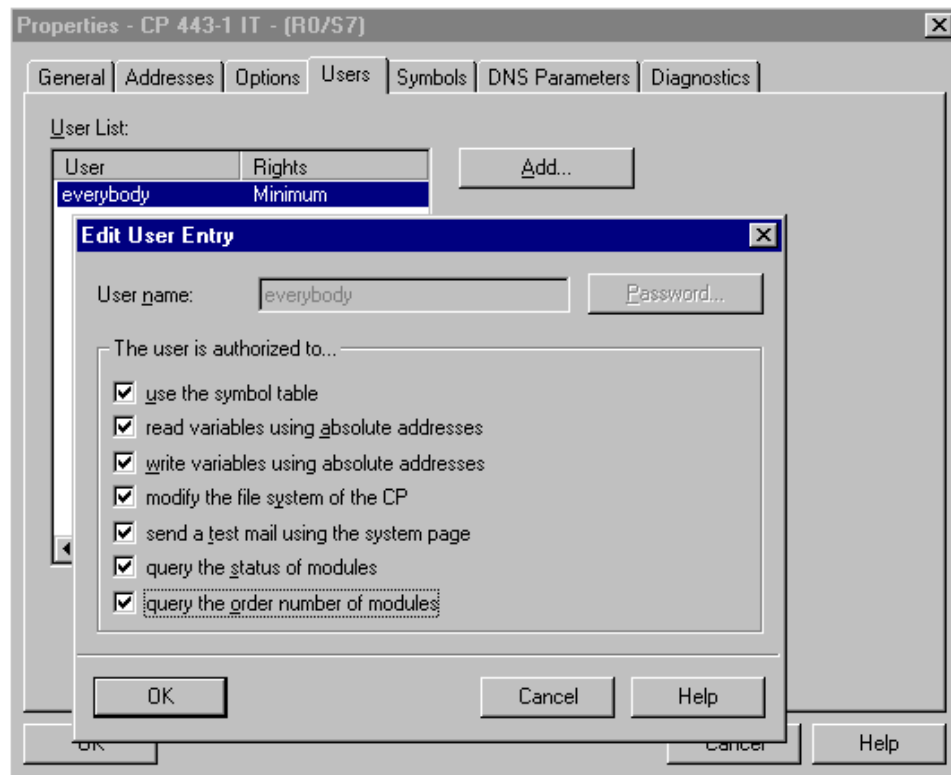 Properties - CP 443-1 IT - (R0/S7)
General Addresses Options Users Symbols DNS Parameters Diagnostics
User List:
User Rights
everybody Minimum
Add...
Edit User Entry
User name: everybody Password...
The user is authorized to...
use the symbol table
read variables using absolute addresses
write variables using absolute addresses
modify the file system of the CP
send a test mail using the system page
query the status of modules
query the order number of modules
OK Cancel Help
OK Cancel Help